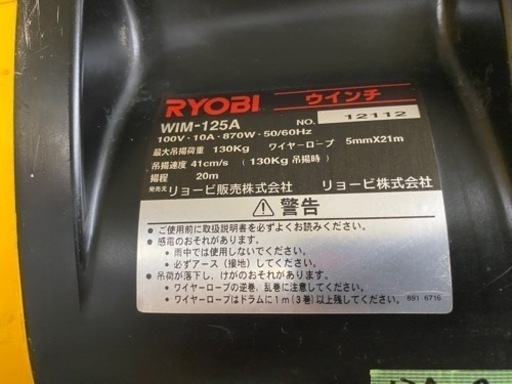 RYOBI ウインチ
WIM-125A NO. 12112
100V・10A・870W・50/60Hz
最大吊揚荷重 130Kg ワイヤーロープ 5mmX21m
吊揚速度 41cm/s (130Kg吊揚時)
揚程 20m
発売元 リョービ販売株式会社 リョービ株式会社
警告
● ご使用前に取扱説明書を必ずよくお読みください。
● 感電のおそれがあります。
・雨中では使用しないでください。
・必ずアース(接地)してください。
● 吊荷が落下し、けがのおそれがあります。
・ワイヤーロープの逆巻、乱巻に注意してください。
・ワイヤーロープはドラムに1m(3巻)以上残してください。
891 6716